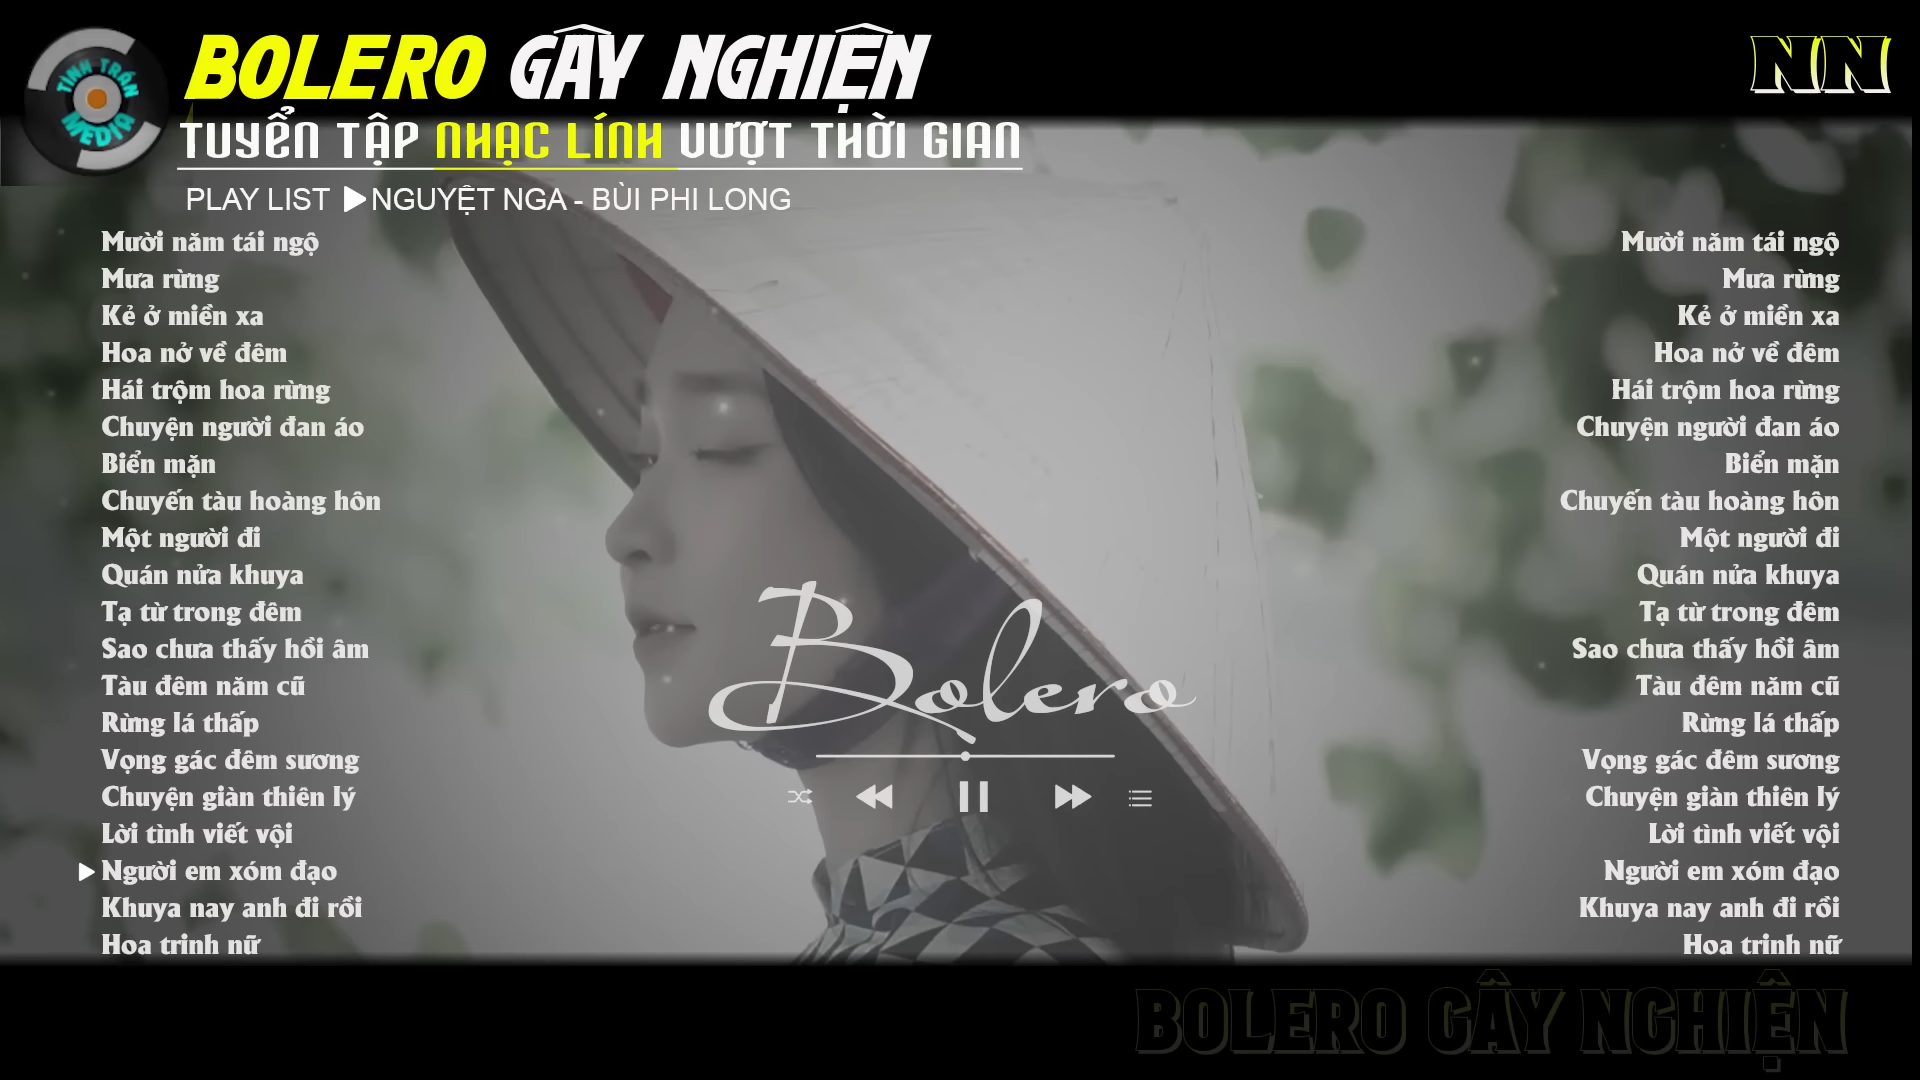 TÌNH TRẦN
MEDIA
BOLERO GÂY NGHIỆN
NN
TUYỂN TẬP NHẠC LÍNH VƯỢT THỜI GIAN
PLAY LIST ▶NGUYỆT NGA - BÙI PHI LONG
Mười năm tái ngộ
Mưa rừng
Kẻ ở miền xa
Hoa nở về đêm
Hái trộm hoa rừng
Chuyện người đan áo
Biển mặn
Chuyến tàu hoàng hôn
Một người đi
Quán nửa khuya
Tạ từ trong đêm
Sao chưa thấy hồi âm
Tàu đêm năm cũ
Rừng lá thấp
Vọng gác đêm sương
Chuyện giàn thiên lý
Lời tình viết vội
Người em xóm đạo
Khuya nay anh đi rồi
Hoa trinh nữ
Bolero
Mười năm tái ngộ
Mưa rừng
Kẻ ở miền xa
Hoa nở về đêm
Hái trộm hoa rừng
Chuyện người đan áo
Biển mặn
Chuyến tàu hoàng hôn
Một người đi
Quán nửa khuya
Tạ từ trong đêm
Sao chưa thấy hồi âm
Tàu đêm năm cũ
Rừng lá thấp
Vọng gác đêm sương
Chuyện giàn thiên lý
Lời tình viết vội
Người em xóm đạo
Khuya nay anh đi rồi
Hoa trinh nữ
BOLERO GÂY NGHIỆN